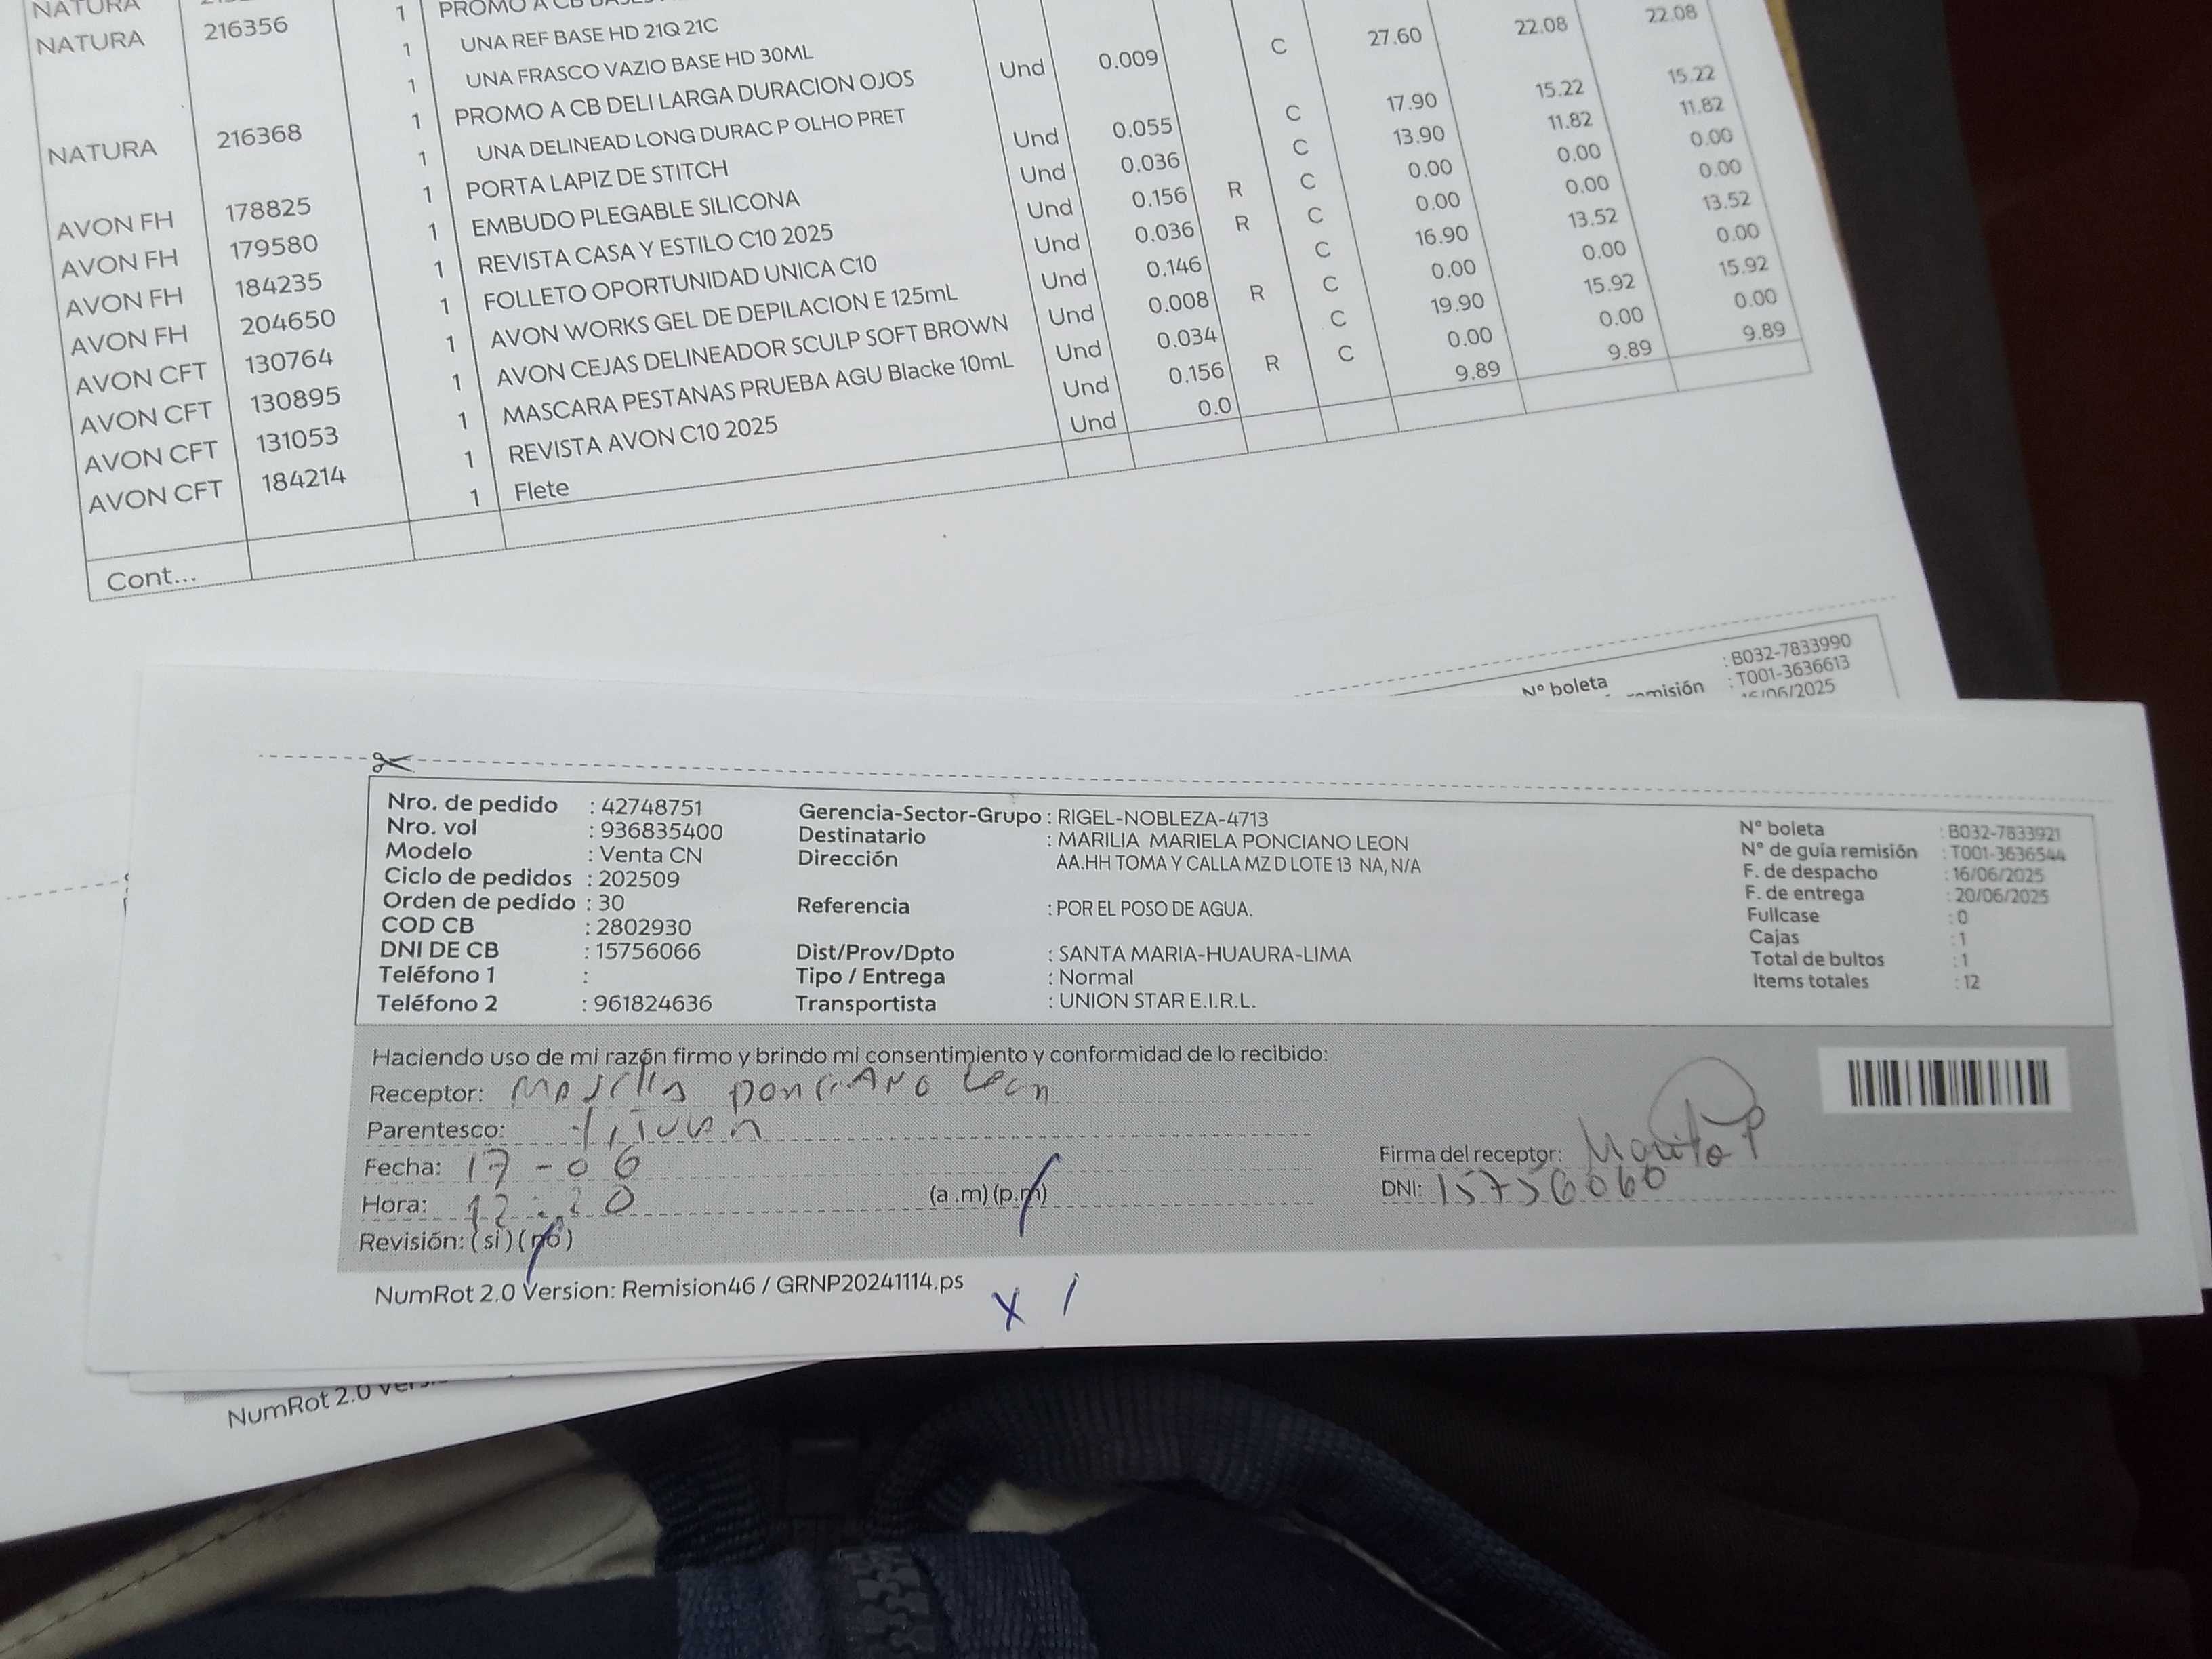 NATURA
NATURA 216356 1 PROMO A CB
1 UNA REF BASE HD 21Q 21C
1 UNA FRASCO VAZIO BASE HD 30ML
NATURA 216368 1 PROMO A CB DELI LARGA DURACION OJOS Und 0.009 C 27.60 22.08 22.08
1 UNA DELINEAD LONG DURAC P OLHO PRET
AVON FH 178825 1 PORTA LAPIZ DE STITCH Und 0.055 C 17.90 15.22 15.22
AVON FH 179580 1 EMBUDO PLEGABLE SILICONA Und 0.036 C 13.90 11.82 11.82
AVON FH 184235 1 REVISTA CASA Y ESTILO C10 2025 Und 0.156 R C 0.00 0.00 0.00
AVON FH 204650 1 FOLLETO OPORTUNIDAD UNICA C10 Und 0.036 R C 0.00 0.00 0.00
AVON CFT 130764 1 AVON WORKS GEL DE DEPILACION E 125mL Und 0.146 C 16.90 13.52 13.52
AVON CFT 130895 1 AVON CEJAS DELINEADOR SCULP SOFT BROWN Und 0.008 R C 0.00 0.00 0.00
AVON CFT 131053 1 MASCARA PESTANAS PRUEBA AGU Blacke 10mL Und 0.034 C 19.90 15.92 15.92
AVON CFT 184214 1 REVISTA AVON C10 2025 Und 0.156 R C 0.00 0.00 0.00
1 Flete Und 0.0 9.89 9.89 9.89
Cont...
N° boleta : B032-7833990
remisión : T001-3636613
16/06/2025
Nro. de pedido : 42748751 Gerencia-Sector-Grupo : RIGEL-NOBLEZA-4713 N° boleta : B032-7833921
Nro. vol : 936835400 Destinatario : MARILIA MARIELA PONCIANO LEON N° de guía remisión : T001-3636544
Modelo : Venta CN Dirección AA.HH TOMA Y CALLA MZ D LOTE 13 NA, N/A F. de despacho : 16/06/2025
Ciclo de pedidos : 202509 F. de entrega : 20/06/2025
Orden de pedido : 30 Referencia : POR EL POSO DE AGUA. Fullcase : 0
COD CB : 2802930 Cajas : 1
DNI DE CB : 15756066 Dist/Prov/Dpto : SANTA MARIA-HUAURA-LIMA Total de bultos : 1
Teléfono 1 : Tipo / Entrega : Normal Items totales : 12
Teléfono 2 : 961824636 Transportista : UNION STAR E.I.R.L.
Haciendo uso de mi razón firmo y brindo mi consentimiento y conformidad de lo recibido:
Receptor: Ponciano Leon
Parentesco:
Fecha: 17-06 Firma del receptor:
Hora: 12:20 (a .m) (p.m) DNI: 15756060
Revisión: (si) (no)
NumRot 2.0 Version: Remision46 / GRNP20241114.ps
X 1
NumRot 2.0